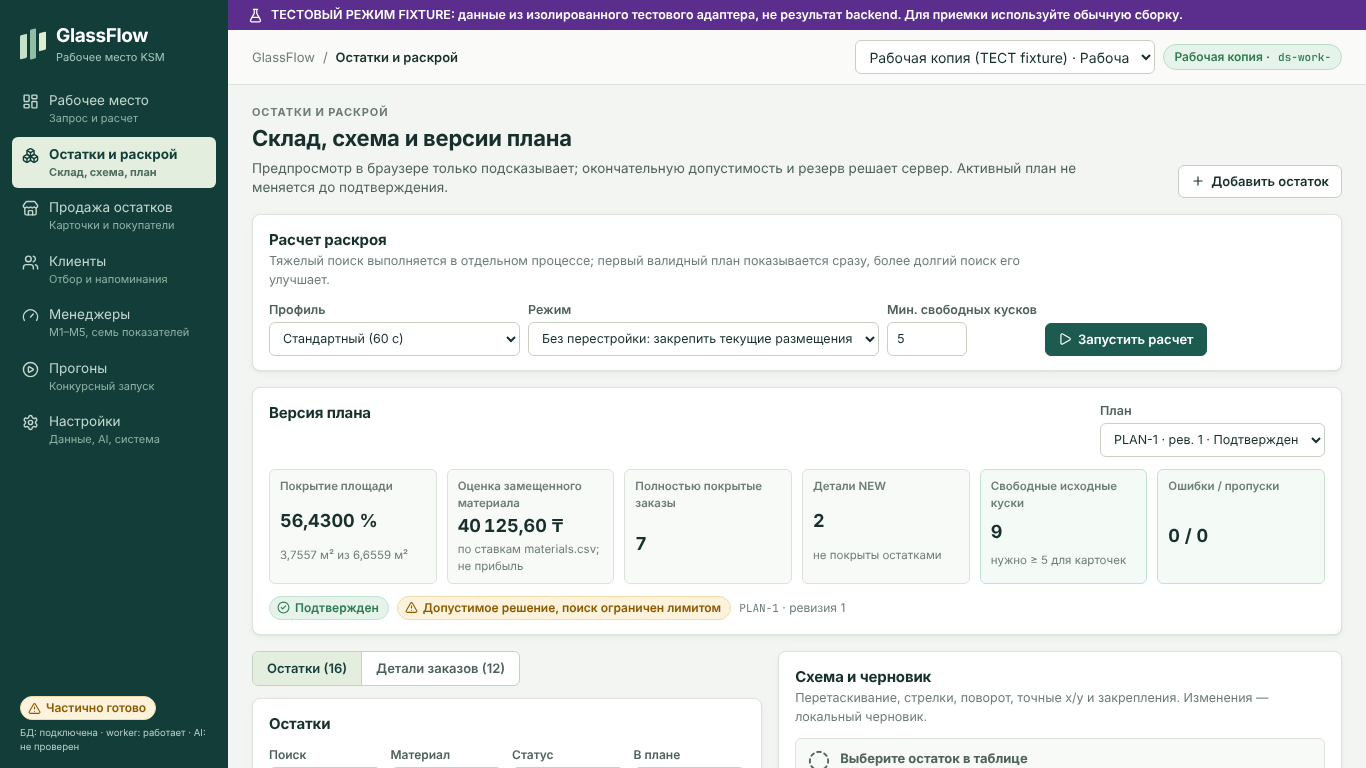 ТЕСТОВЫЙ РЕЖИМ FIXTURE: данные из изолированного тестового адаптера, не результат backend. Для приемки используйте обычную сборку.
GlassFlow
Рабочее место KSM
Рабочее место
Запрос и расчет
Остатки и раскрой
Склад, схема, план
Продажа остатков
Карточки и покупатели
Клиенты
Отбор и напоминания
Менеджеры
М1–М5, семь показателей
Прогоны
Конкурсный запуск
Настройки
Данные, AI, система
Частично готово
БД: подключена · worker: работает · AI:
не проверен
GlassFlow / Остатки и раскрой
Рабочая копия (ТЕСТ fixture) · Рабоча
Рабочая копия · ds-work-
ОСТАТКИ И РАСКРОЙ
Склад, схема и версии плана
Предпросмотр в браузере только подсказывает; окончательную допустимость и резерв решает сервер. Активный план не
меняется до подтверждения.
Добавить остаток
Расчет раскроя
Тяжелый поиск выполняется в отдельном процессе; первый валидный план показывается сразу, более долгий поиск его
улучшает.
Профиль
Режим
Мин. свободных кусков
Стандартный (60 с)
Без перестройки: закрепить текущие размещения
5
Запустить расчет
Версия плана
План
PLAN-1 · рев. 1 · Подтвержден
Покрытие площади
56,4300 %
3,7557 м² из 6,6559 м²
Оценка замещенного
материала
40 125,60 ₸
по ставкам materials.csv;
не прибыль
Полностью покрытые
заказы
7
Детали NEW
2
не покрыты остатками
Свободные исходные
куски
9
нужно ≥ 5 для карточек
Ошибки / пропуски
0 / 0
Подтвержден
Допустимое решение, поиск ограничен лимитом
PLAN-1 · ревизия 1
Остатки (16)
Детали заказов (12)
Остатки
Поиск
Материал
Статус
В плане
Схема и черновик
Перетаскивание, стрелки, поворот, точные x/y и закрепления. Изменения —
локальный черновик.
Выберите остаток в таблице